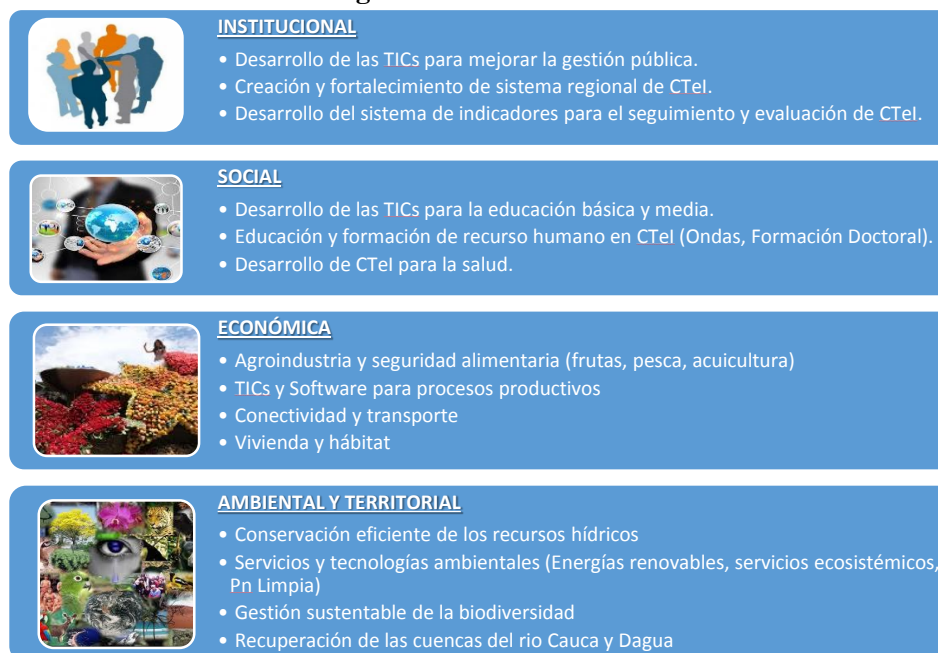 INSTITUCIONAL
• Desarrollo de las TICs para mejorar la gestión pública.
• Creación y fortalecimiento de sistema regional de CTeI.
• Desarrollo del sistema de indicadores para el seguimiento y evaluación de CTeI.
SOCIAL
• Desarrollo de las TICs para la educación básica y media.
• Educación y formación de recurso humano en CTeI (Ondas, Formación Doctoral).
• Desarrollo de CTeI para la salud.
ECONÓMICA
• Agroindustria y seguridad alimentaria (frutas, pesca, acuicultura)
• TICs y Software para procesos productivos
• Conectividad y transporte
• Vivienda y hábitat
AMBIENTAL Y TERRITORIAL
• Conservación eficiente de los recursos hídricos
• Servicios y tecnologías ambientales (Energías renovables, servicios ecosistémicos,
Pn Limpia)
• Gestión sustentable de la biodiversidad
• Recuperación de las cuencas del rio Cauca y Dagua